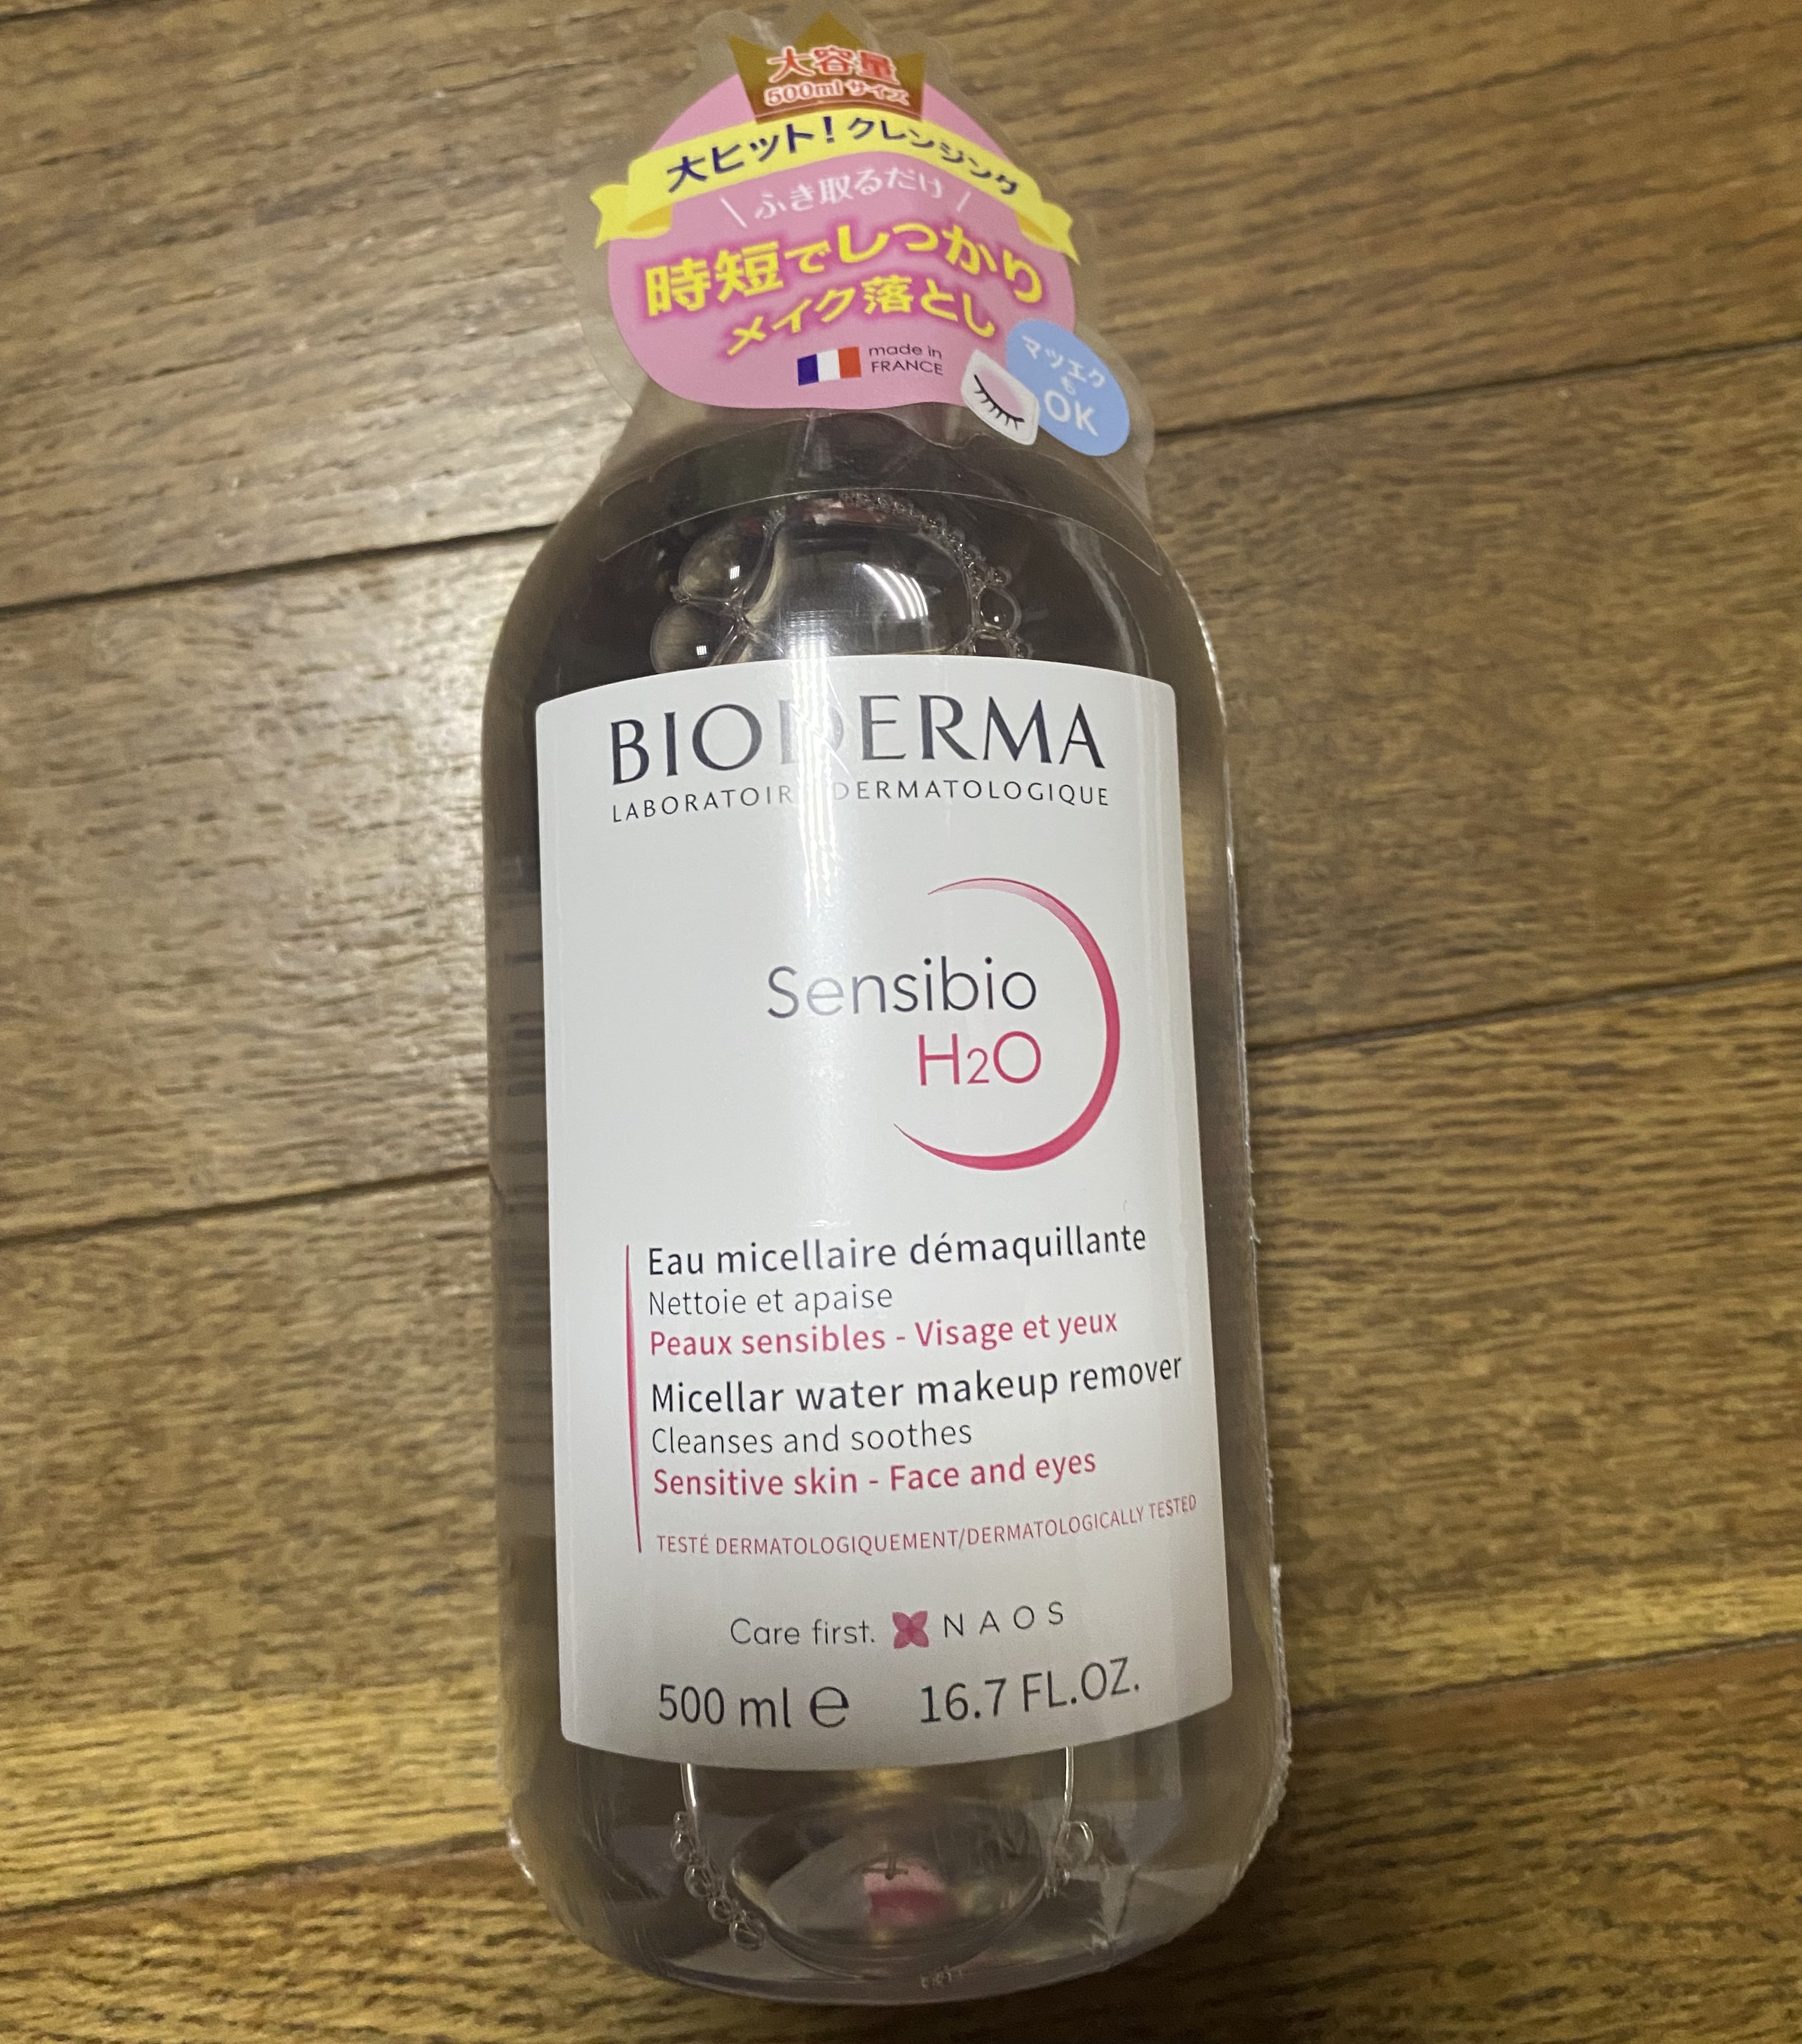 大容量
500mlサイズ
大ヒット！クレンジング
\ ふき取るだけ /
時短でしっかり
メイク落とし
made in
FRANCE
マツエク
も
OK
BIODERMA
LABORATOIRE DERMATOLOGIQUE
Sensibio
H2O
Eau micellaire démaquillante
Nettoie et apaise
Peaux sensibles - Visage et yeux
Micellar water makeup remover
Cleanses and soothes
Sensitive skin - Face and eyes
TESTÉ DERMATOLOGIQUEMENT/DERMATOLOGICALLY TESTED
Care first. NAOS
500 ml e 16.7 FL.OZ.